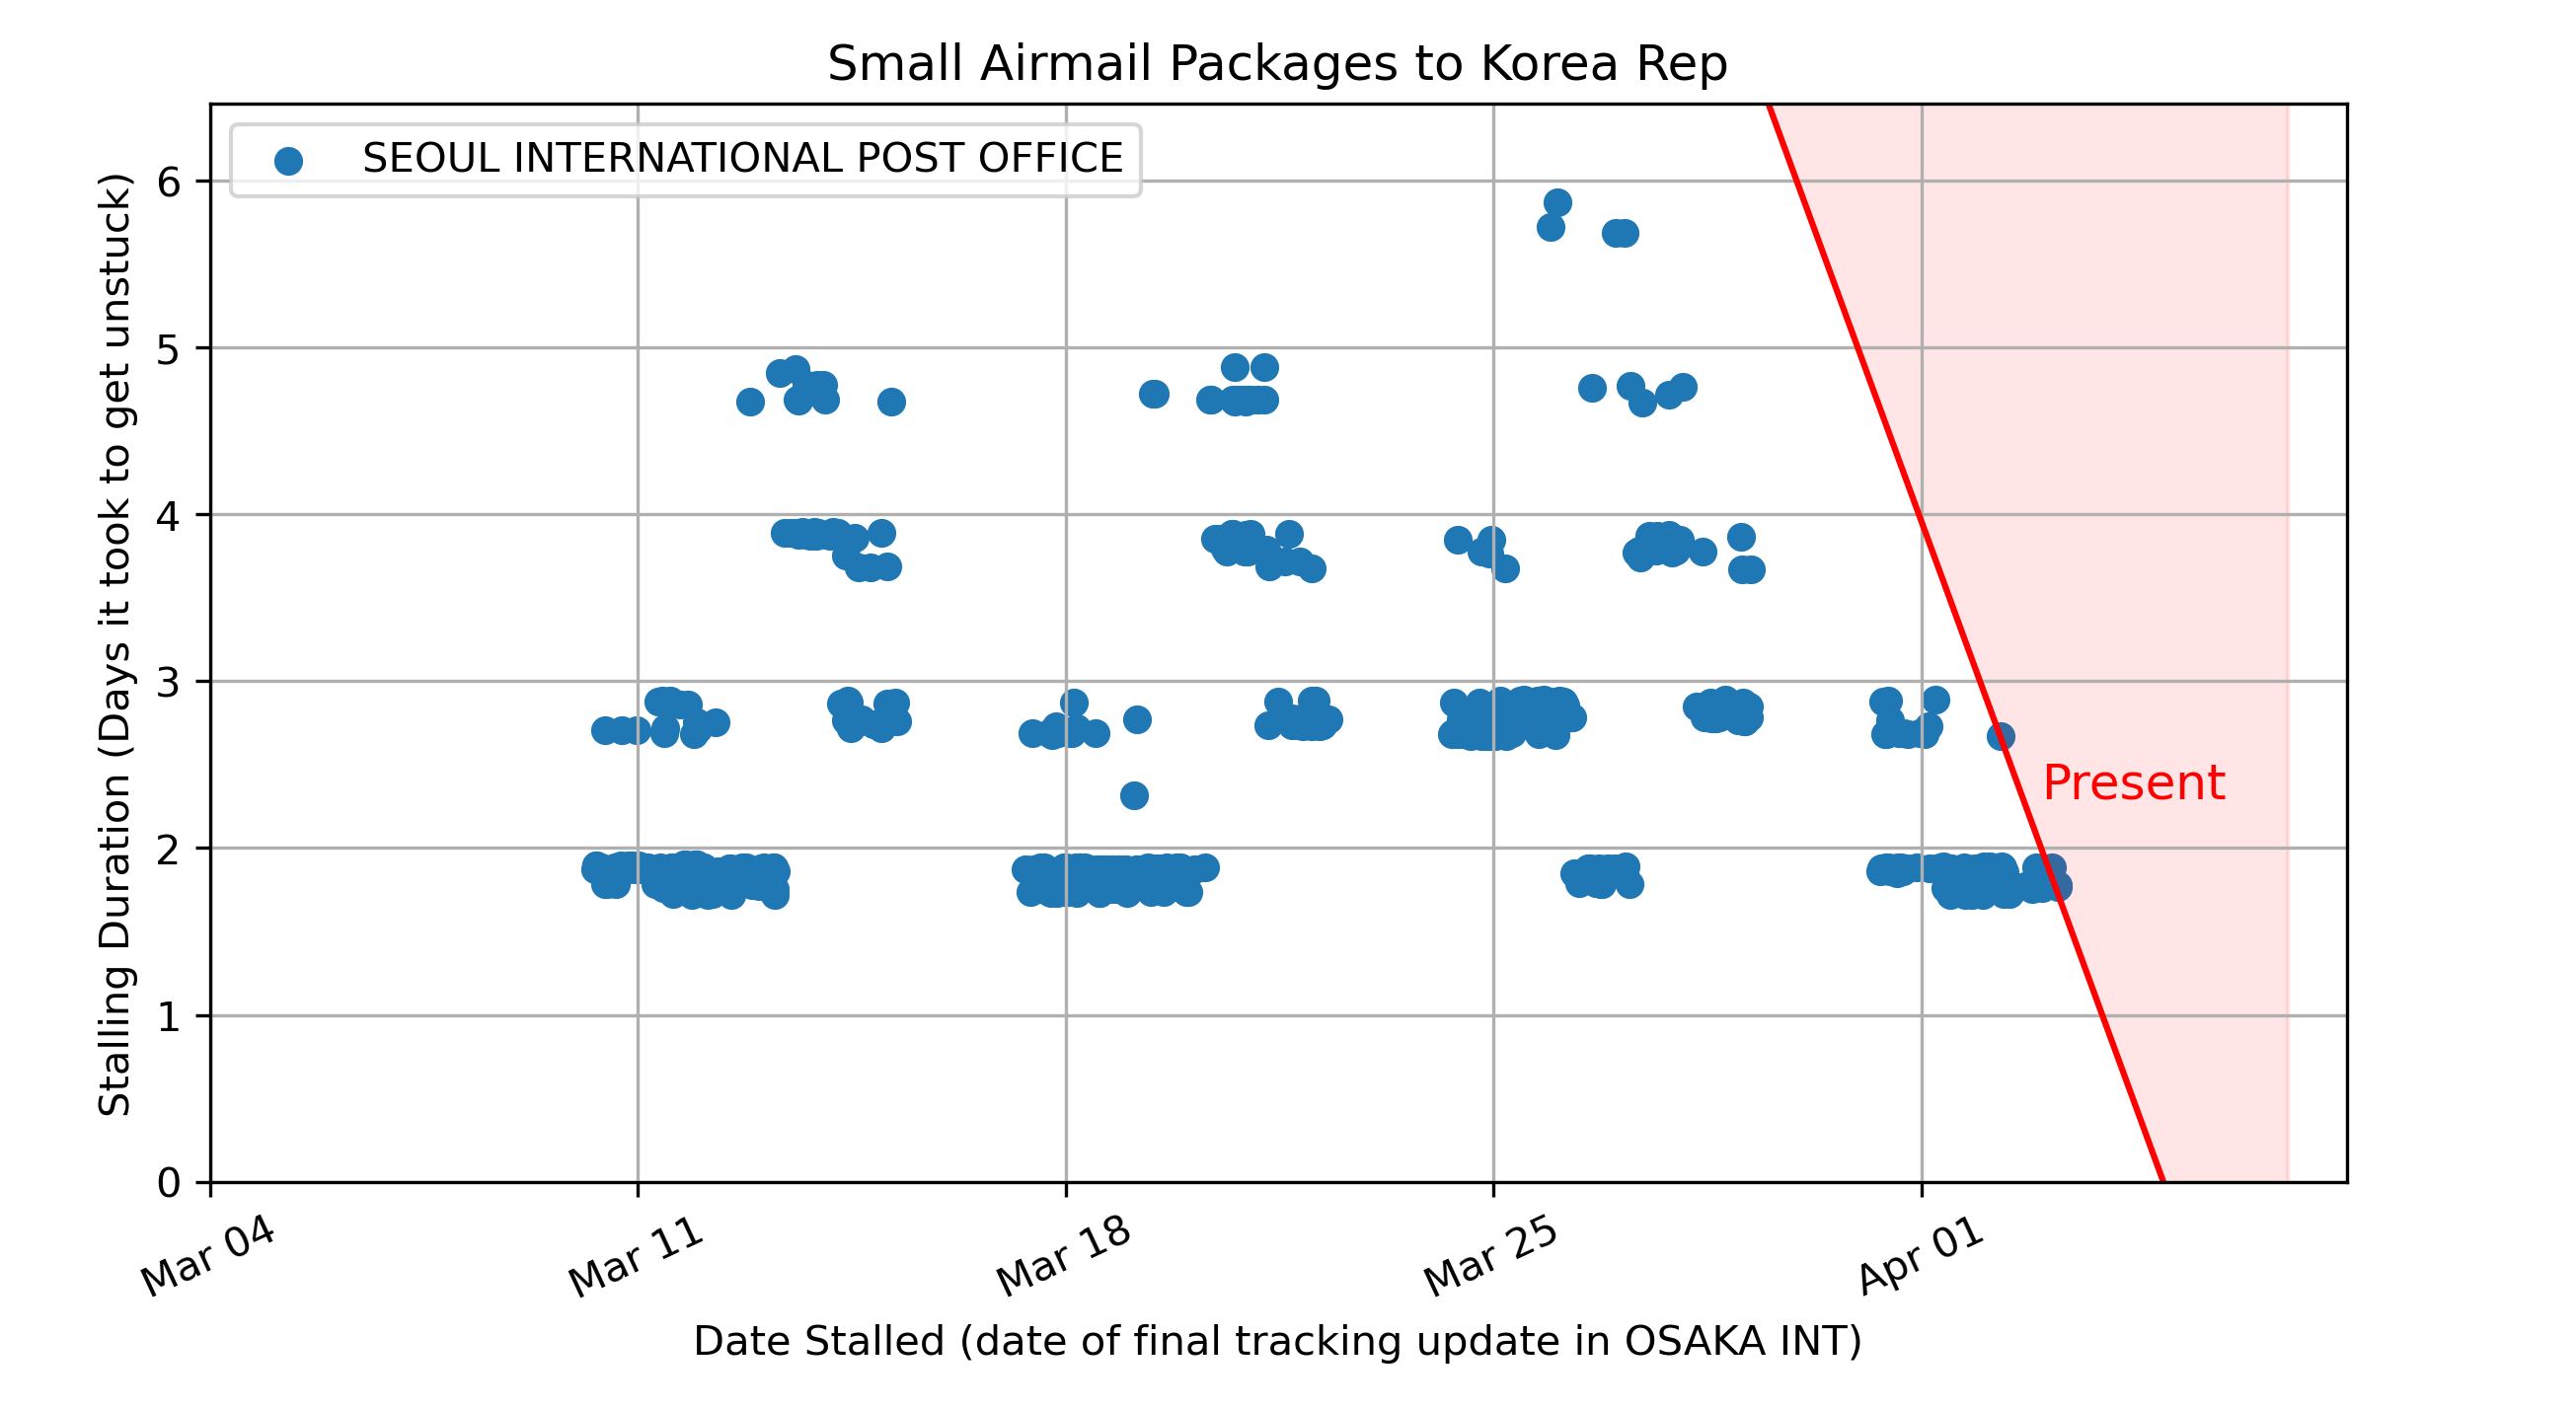 Small Airmail Packages to Korea Rep
SEOUL INTERNATIONAL POST OFFICE
Stalling Duration (Days it took to get unstuck)
6
5
4
3
2
1
0
Present
Mar 04
Mar 11
Mar 18
Mar 25
Apr 01
Date Stalled (date of final tracking update in OSAKA INT)